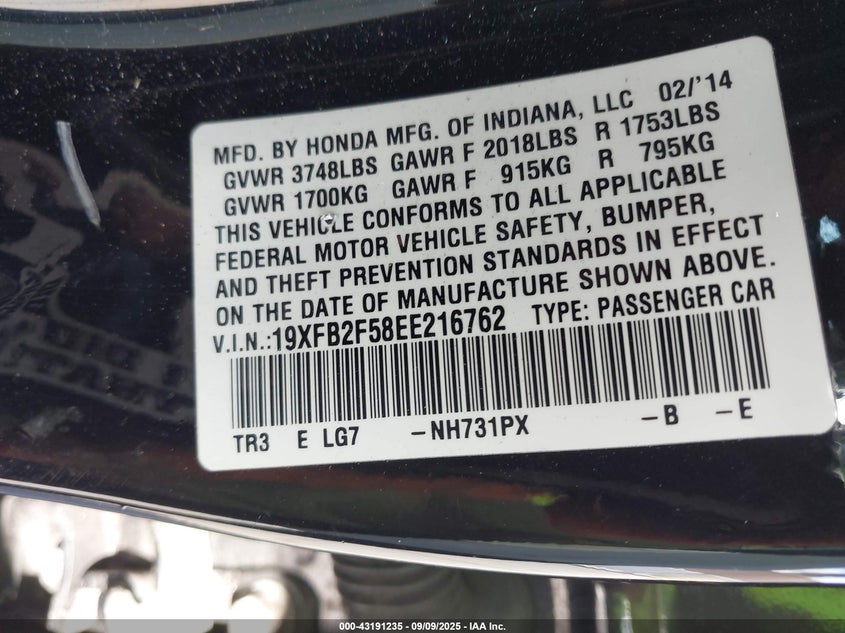 MFD. BY HONDA MFG. OF INDIANA, LLC 02/'14
GVWR 3748LBS GAWR F 2018LBS R 1753LBS
GVWR 1700KG GAWR F 915KG R 795KG
THIS VEHICLE CONFORMS TO ALL APPLICABLE
FEDERAL MOTOR VEHICLE SAFETY, BUMPER,
AND THEFT PREVENTION STANDARDS IN EFFECT
ON THE DATE OF MANUFACTURE SHOWN ABOVE.
V.I.N.:19XFB2F58EE216762 TYPE: PASSENGER CAR
TR3 E LG7 -NH731PX -B -E
000-43191235 - 09/09/2025 - IAA Inc.